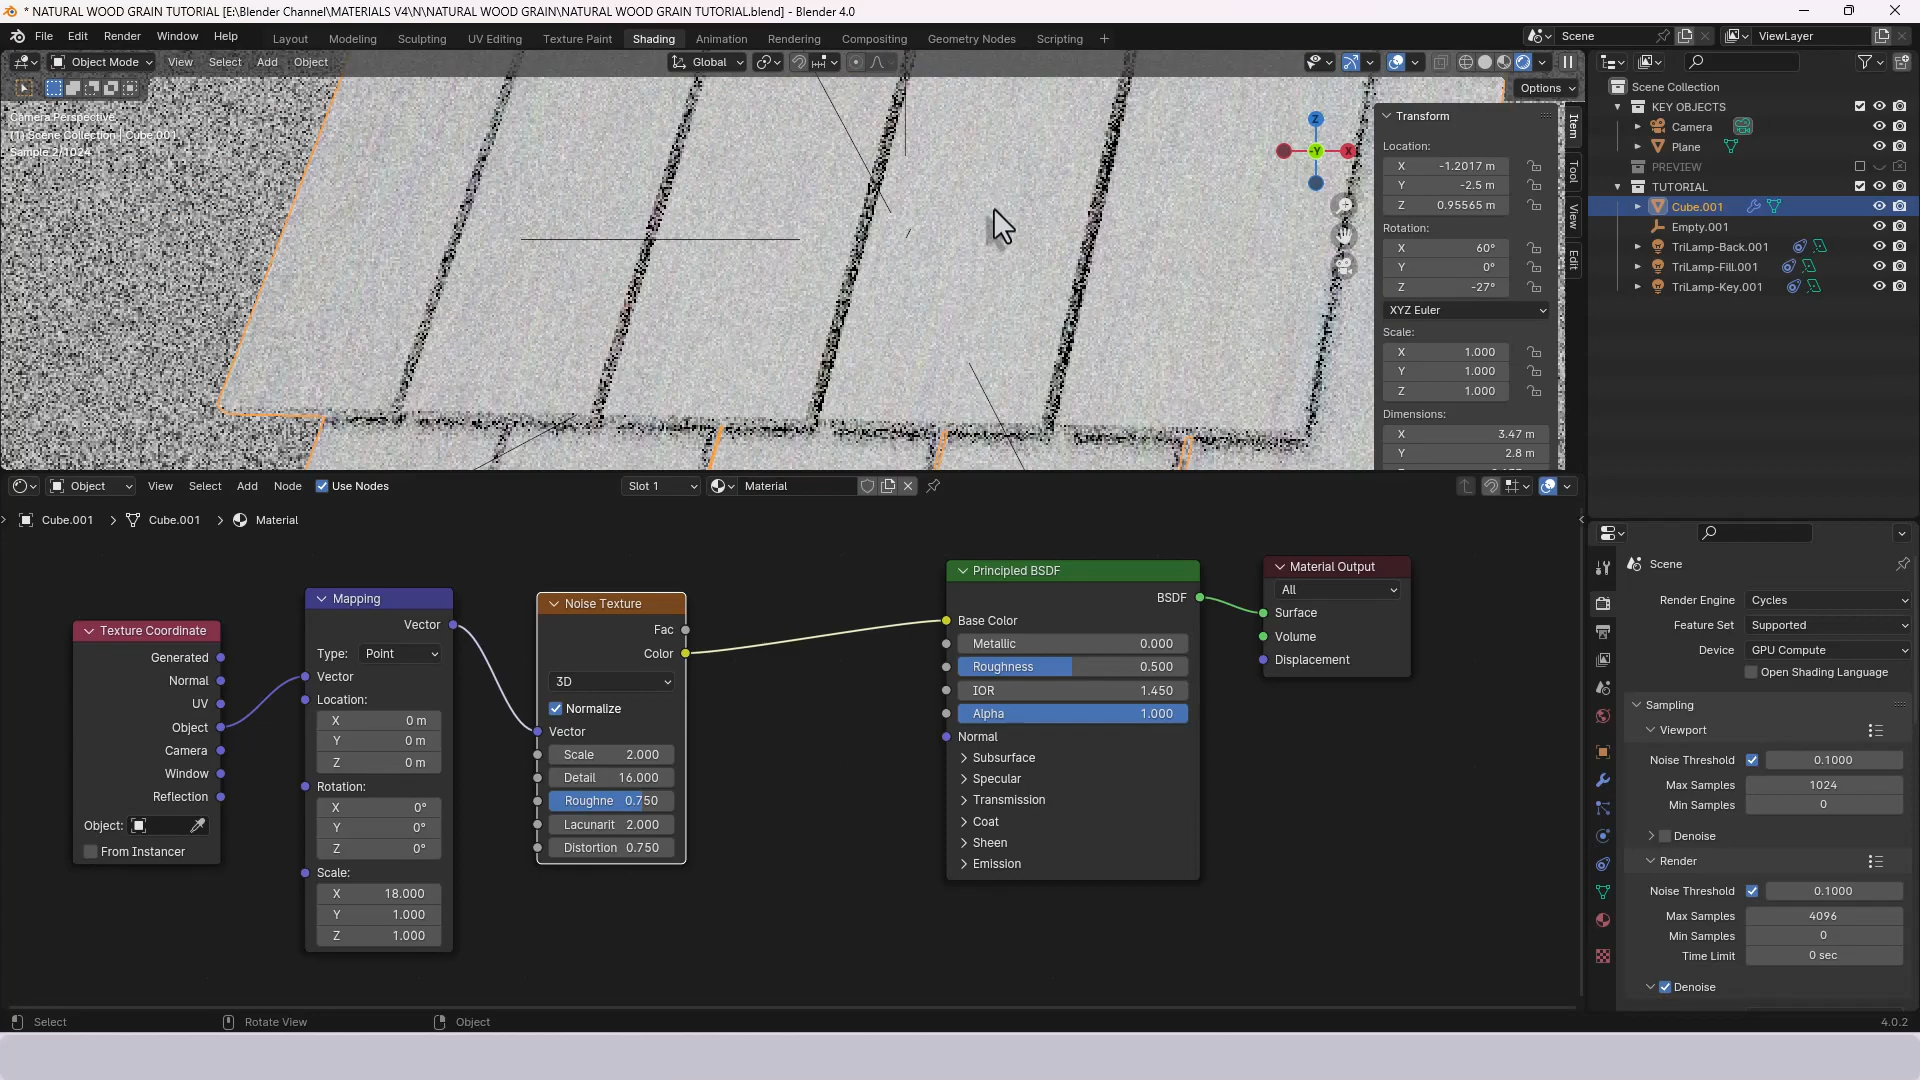 * NATURAL WOOD GRAIN TUTORIAL [E:\Blender Channel\MATERIALS V4\N\NATURAL WOOD GRAIN\NATURAL WOOD GRAIN TUTORIAL.blend] - Blender 4.0
File Edit Render Window Help Layout Modeling Sculpting UV Editing Texture Paint Shading Animation Rendering Compositing Geometry Nodes Scripting + Scene ViewLayer
Object Mode View Select Add Object Global
Options
Camera Perspective
(1) Scene Collection | Cube.001
Sample 2/1024
Z
-Y
X
Transform
Location:
X -1.2017 m
Y -2.5 m
Z 0.95565 m
Rotation:
X 60°
Y 0°
Z -27°
XYZ Euler
Scale:
X 1.000
Y 1.000
Z 1.000
Dimensions:
X 3.47 m
Y 2.8 m
Item
Tool
View
Edit
Scene Collection
KEY OBJECTS
Camera
Plane
PREVIEW
TUTORIAL
Cube.001
Empty.001
TriLamp-Back.001
TriLamp-Fill.001
TriLamp-Key.001
Object View Select Add Node Use Nodes Slot 1 Material
Cube.001 > Cube.001 > Material
Texture Coordinate
Generated
Normal
UV
Object
Camera
Window
Reflection
Object:
From Instancer
Mapping
Vector
Type: Point
Vector
Location:
X 0 m
Y 0 m
Z 0 m
Rotation:
X 0°
Y 0°
Z 0°
Scale:
X 18.000
Y 1.000
Z 1.000
Noise Texture
Fac
Color
3D
Normalize
Vector
Scale 2.000
Detail 16.000
Roughne 0.750
Lacunarit 2.000
Distortion 0.750
Principled BSDF
BSDF
Base Color
Metallic 0.000
Roughness 0.500
IOR 1.450
Alpha 1.000
Normal
Subsurface
Specular
Transmission
Coat
Sheen
Emission
Material Output
All
Surface
Volume
Displacement
Scene
Render Engine Cycles
Feature Set Supported
Device GPU Compute
Open Shading Language
Sampling
Viewport
Noise Threshold 0.1000
Max Samples 1024
Min Samples 0
Denoise
Render
Noise Threshold 0.1000
Max Samples 4096
Min Samples 0
Time Limit 0 sec
Denoise
Select Rotate View Object 4.0.2